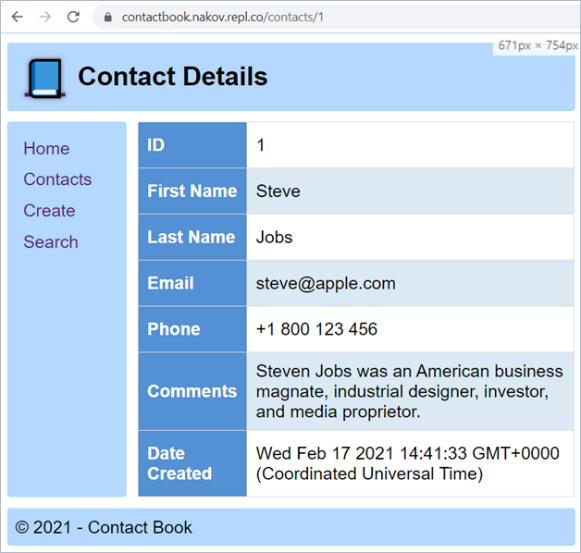 contactbook.nakov.repl.co/contacts/1
671px × 754px
Contact Details
Home
Contacts
Create
Search
ID 1
First Name Steve
Last Name Jobs
Email steve@apple.com
Phone +1 800 123 456
Comments
Steven Jobs was an American business
magnate, industrial designer, investor,
and media proprietor.
Date
Created
Wed Feb 17 2021 14:41:33 GMT+0000
(Coordinated Universal Time)
© 2021 - Contact Book